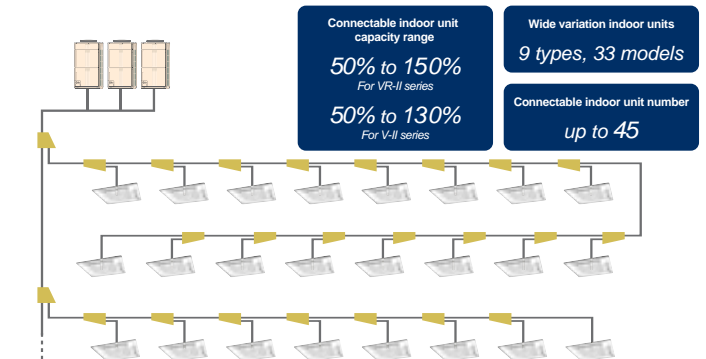 Connectable indoor unit
capacity range
50% to 150%
For VR-II series
50% to 130%
For V-II series
Wide variation indoor units
9 types, 33 models
Connectable indoor unit number
up to 45